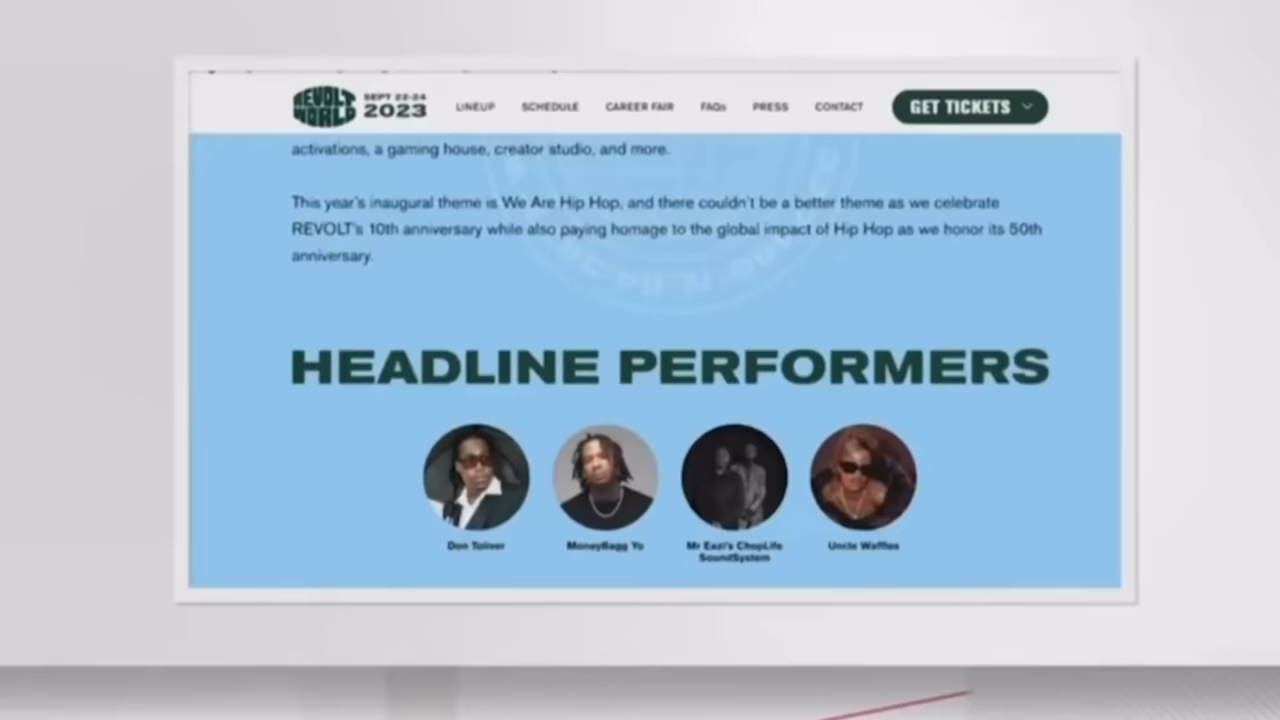 REVOLT
WORLD
SEPT 22-24
2023
LINEUP
SCHEDULE
CAREER FAIR
FAQs
PRESS
CONTACT
GET TICKETS
activations, a gaming house, creator studio, and more.
This year's inaugural theme is We Are Hip Hop, and there couldn't be a better theme as we celebrate
REVOLT's 10th anniversary while also paying homage to the global impact of Hip Hop as we honor its 50th
anniversary.
HEADLINE PERFORMERS
Don Toliver
MoneyBagg Yo
Mr Eazi's ChopLife
SoundSystem
Uncle Waffles